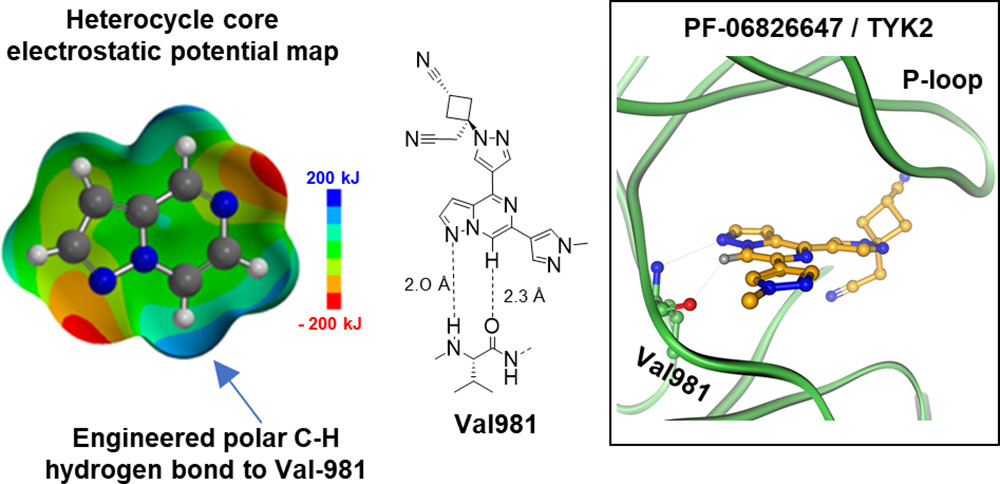 Heterocycle core
electrostatic potential map
200 kJ
- 200 kJ
Engineered polar C-H
hydrogen bond to Val-981
N
N
N
N
N
N
N
N
N
N
H
2.0 Å
2.3 Å
H
N
O
N
H
Val981
PF-06826647 / TYK2
P-loop
Val981